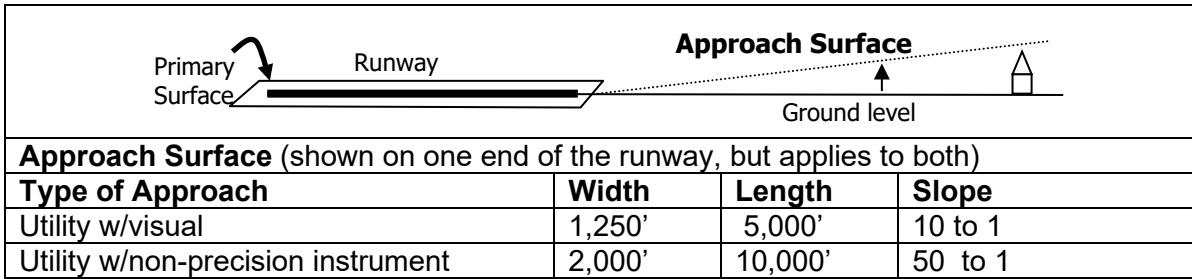 Approach Surface
Primary Surface
Runway
Ground level
Approach Surface (shown on one end of the runway, but applies to both)
Type of Approach Width Length Slope
Utility w/visual 1,250’ 5,000’ 10 to 1
Utility w/non-precision instrument 2,000’ 10,000’ 50 to 1